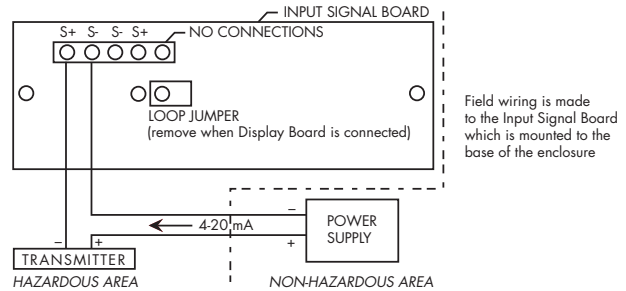 INPUT SIGNAL BOARD
S+ S- S- S+
NO CONNECTIONS
LOOP JUMPER
(remove when Display Board is connected)
Field wiring is made
to the Input Signal Board
which is mounted to the
base of the enclosure
–
4-20 mA
+
POWER
SUPPLY
– +
TRANSMITTER
HAZARDOUS AREA
NON-HAZARDOUS AREA